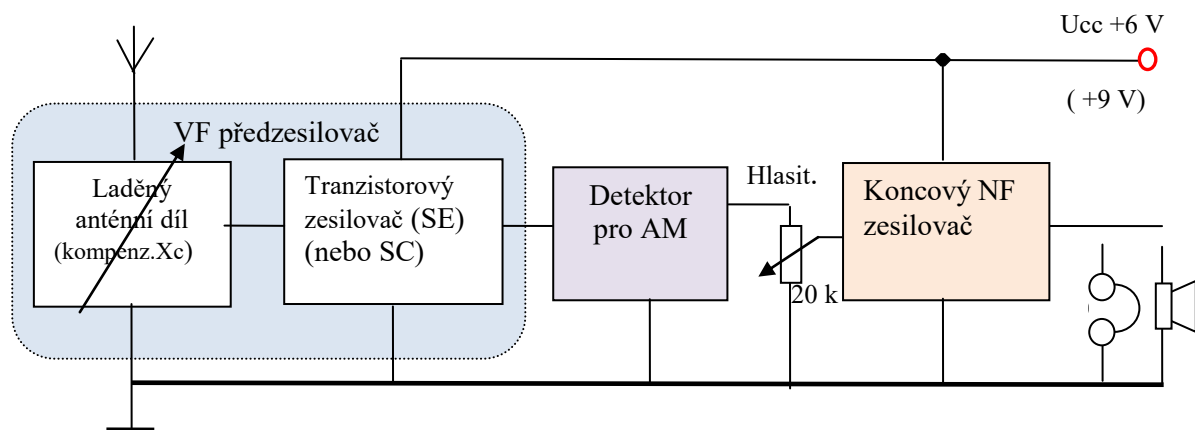 Ucc +6 V
( +9 V)
VF předzesilovač
Laděný
anténní díl
(kompenz.Xc)
Tranzistorový
zesilovač (SE)
(nebo SC)
Detektor
pro AM
Hlasit.
20 k
Koncový NF
zesilovač